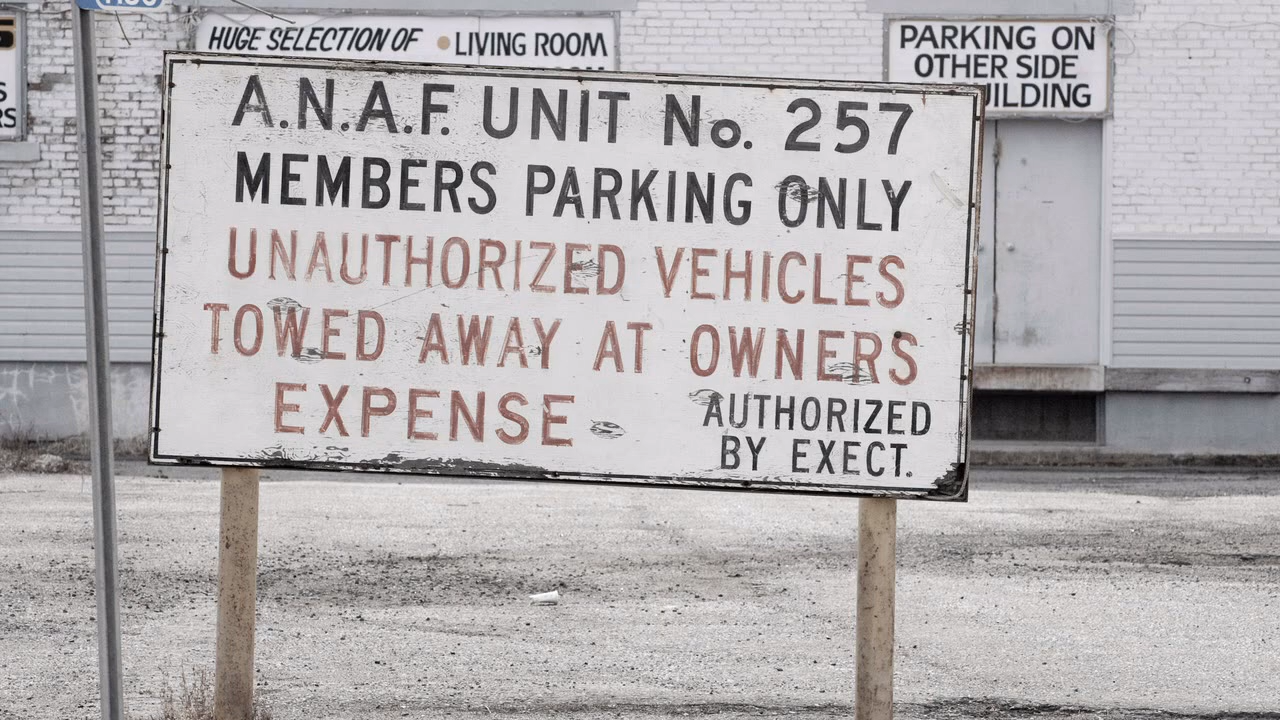 HUGE SELECTION OF • LIVING ROOM
PARKING ON
OTHER SIDE
UILDING
A.N.A.F. UNIT No. 257
MEMBERS PARKING ONLY
UNAUTHORIZED VEHICLES
TOWED AWAY AT OWNERS
EXPENSE
AUTHORIZED
BY EXECT.